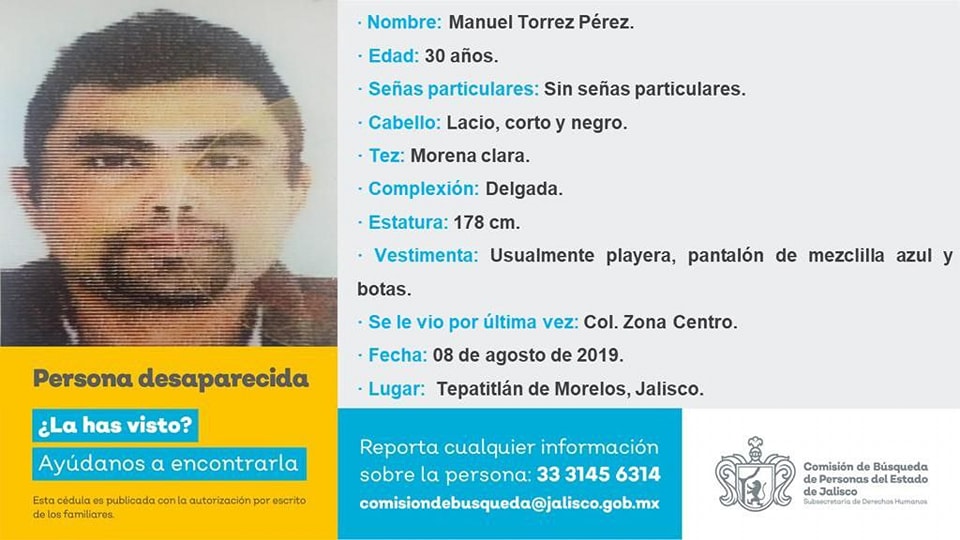 · Nombre: Manuel Torrez Pérez.
· Edad: 30 años.
· Señas particulares: Sin señas particulares.
· Cabello: Lacio, corto y negro.
· Tez: Morena clara.
· Complexión: Delgada.
· Estatura: 178 cm.
· Vestimenta: Usualmente playera, pantalón de mezclilla azul y
botas.
· Se le vio por última vez: Col. Zona Centro.
· Fecha: 08 de agosto de 2019.
· Lugar: Tepatitlán de Morelos, Jalisco.
Persona desaparecida
¿La has visto?
Ayúdanos a encontrarla
Esta cédula es publicada con la autorización por escrito
de los familiares.
Reporta cualquier información
sobre la persona: 33 3145 6314
comisiondebusqueda@jalisco.gob.mx
Comisión de Búsqueda
de Personas del Estado
de Jalisco
Subsecretaría de Derechos Humanos